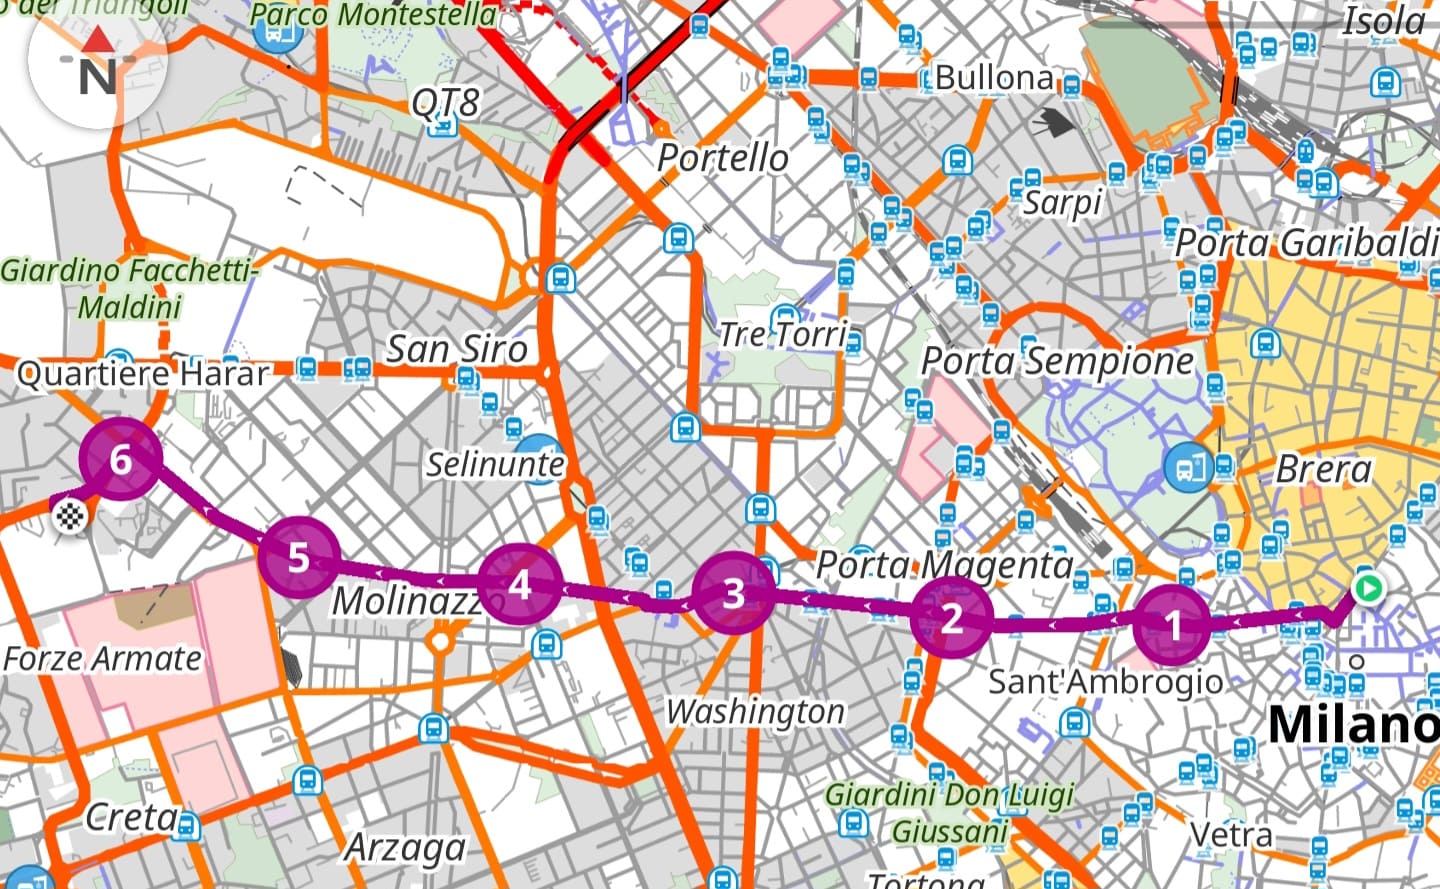 Parco Montestella
Isola
N
QT8
Bullona
Portello
Sarpi
Porta Garibaldi
Giardino Facchetti-
Maldini
Tre Torri
San Siro
Porta Sempione
Quartiere Harar
6
Selinunte
Brera
5
4
3
Porta Magenta
2
1
Molinazzo
Forze Armate
Sant'Ambrogio
Washington
Milano
Giardini Don Luigi
Giussani
Creta
Arzaga
Vetra
Tortona